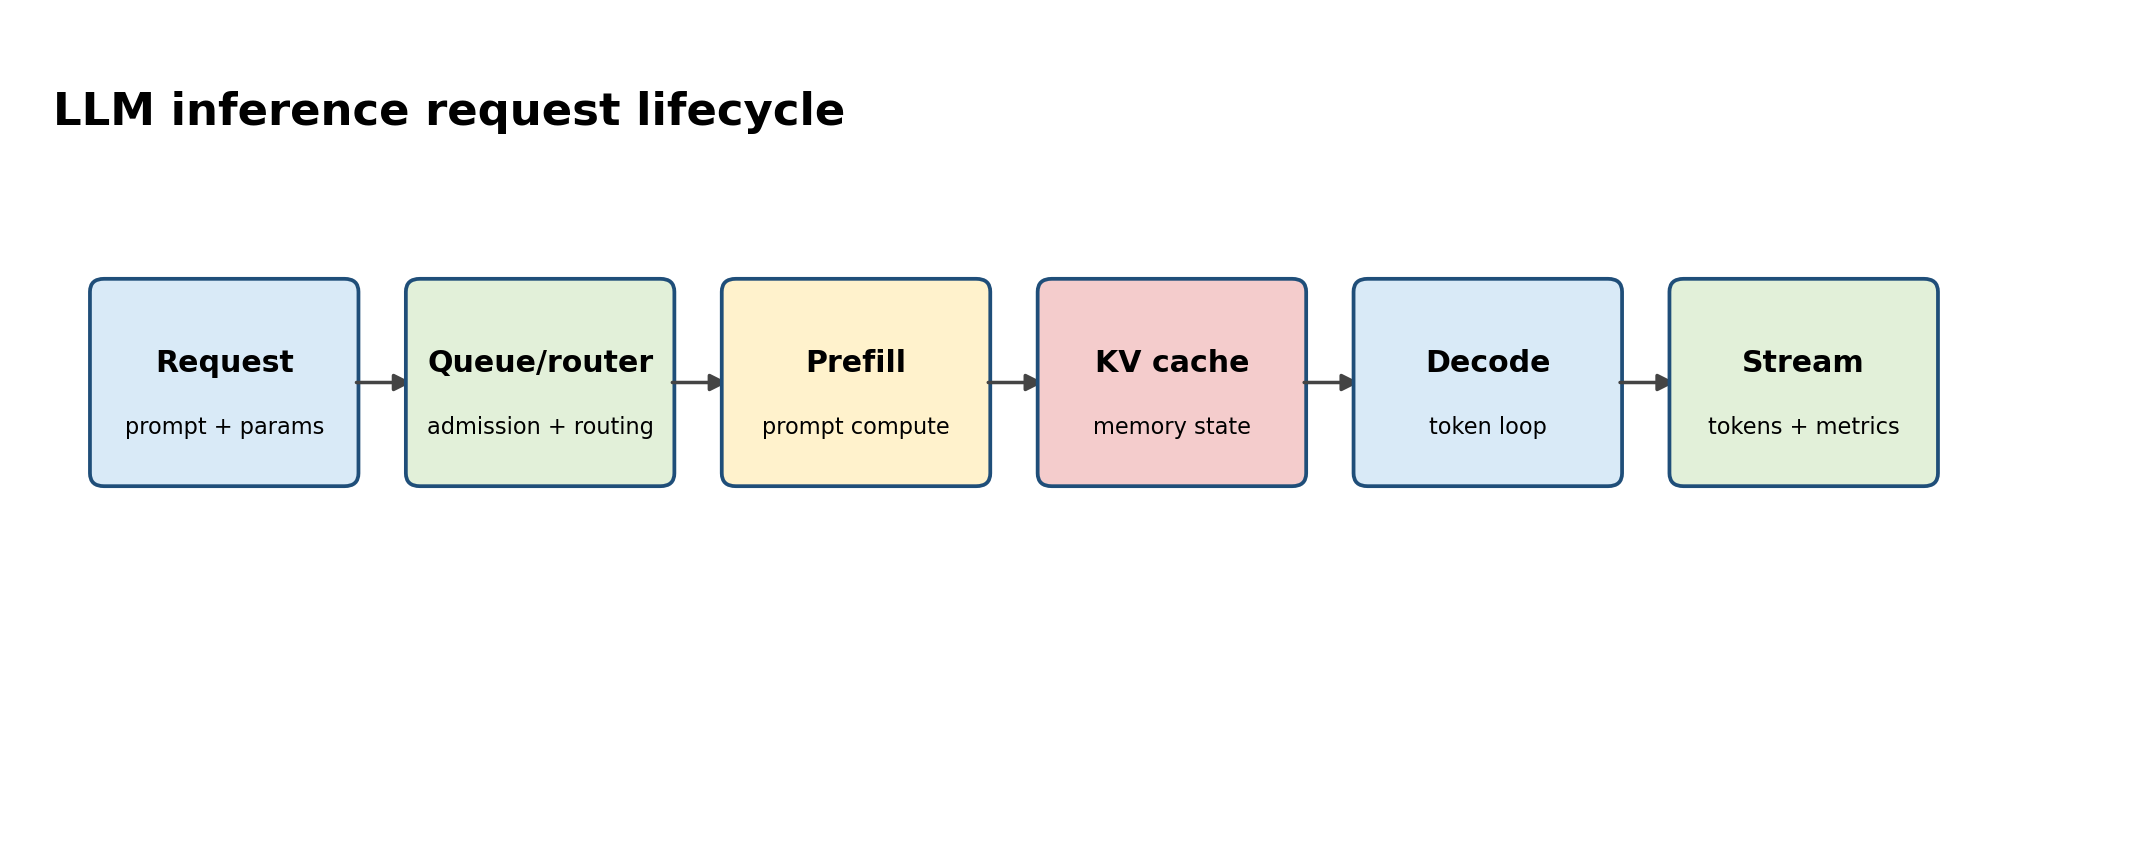 LLM inference request lifecycle
Request
prompt + params
Queue/router
admission + routing
Prefill
prompt compute
KV cache
memory state
Decode
token loop
Stream
tokens + metrics